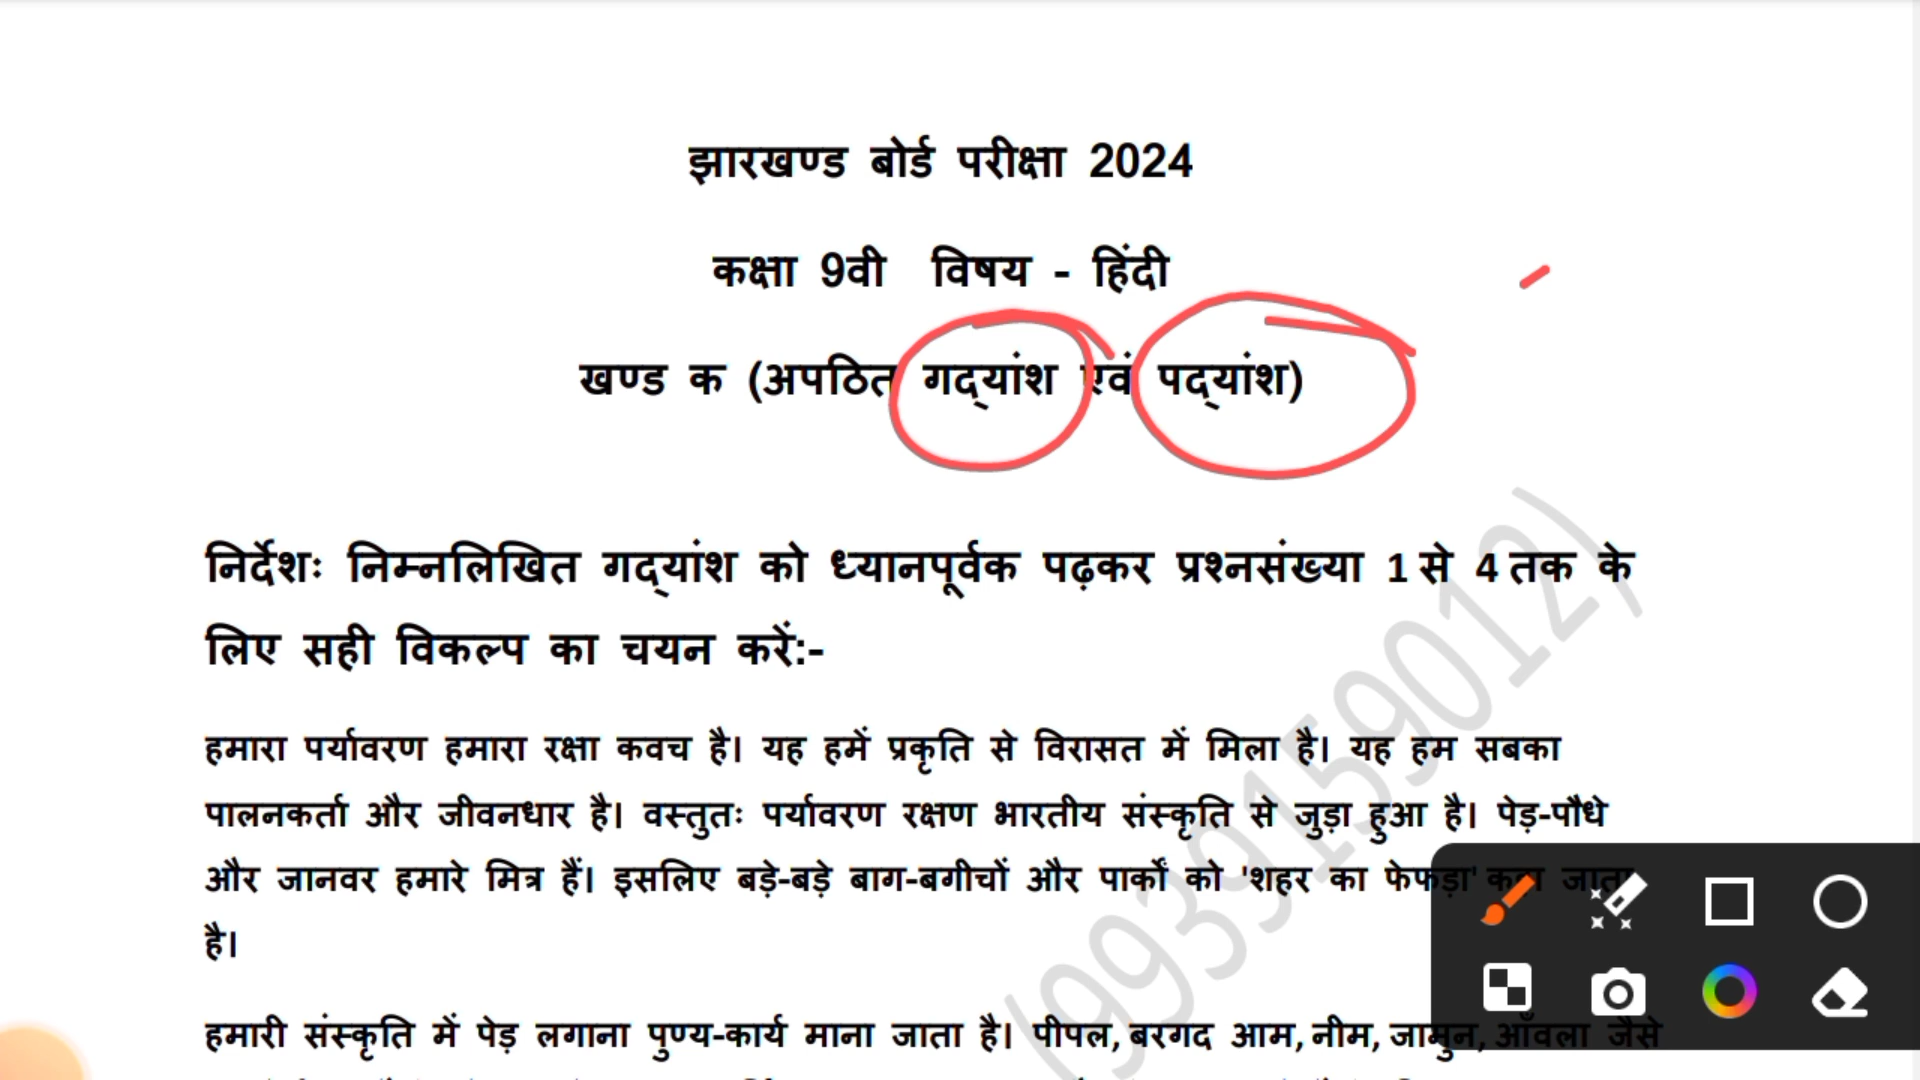 झारखण्ड बोर्ड परीक्षा 2024
कक्षा 9वी विषय - हिंदी
खण्ड क (अपठित गद्‌यांश एवं पद्‌यांश)
निर्देशः निम्नलिखित गद्‌यांश को ध्यानपूर्वक पढ़कर प्रश्नसंख्या 1 से 4 तक के
लिए सही विकल्प का चयन करें:-
हमारा पर्यावरण हमारा रक्षा कवच है। यह हमें प्रकृति से विरासत में मिला है। यह हम सबका
पालनकर्ता और जीवनधार है। वस्तुतः पर्यावरण रक्षण भारतीय संस्कृति से जुड़ा हुआ है। पेड़-पौधे
और जानवर हमारे मित्र हैं। इसलिए बड़े-बड़े बाग-बगीचों और पार्कों को 'शहर का फेफड़ा' कहा जाता
है।
हमारी संस्कृति में पेड़ लगाना पुण्य-कार्य माना जाता है। पीपल, बरगद आम, नीम, जामुन, आँवला जैसे
(9939159012)